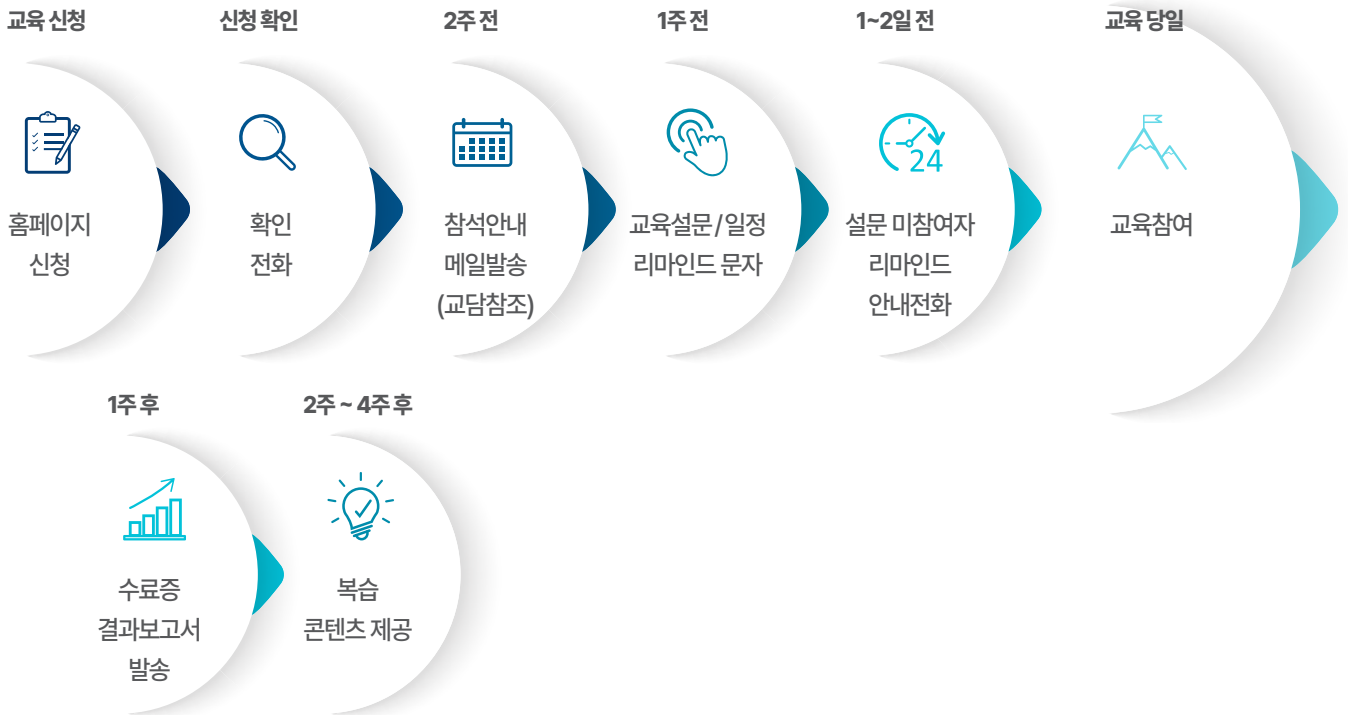 교육 신청
홈페이지
신청
신청 확인
확인
전화
2주 전
참석안내
메일발송
(교담참조)
1주 전
교육설문 / 일정
리마인드 문자
1~2일 전
24
설문 미참여자
리마인드
안내전화
교육 당일
교육참여
1주 후
수료증
결과보고서
발송
2주 ~ 4주 후
복습
콘텐츠 제공